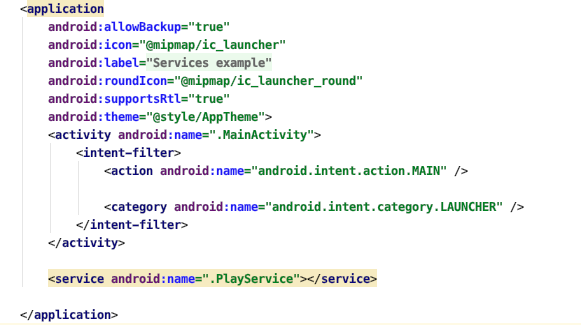 <application
    android:allowBackup="true"
    android:icon="@mipmap/ic_launcher"
    android:label="Services example"
    android:roundIcon="@mipmap/ic_launcher_round"
    android:supportsRtl="true"
    android:theme="@style/AppTheme">
    <activity android:name=".MainActivity">
        <intent-filter>
            <action android:name="android.intent.action.MAIN" />

            <category android:name="android.intent.category.LAUNCHER" />
        </intent-filter>
    </activity>

    <service android:name=".PlayService"></service>

</application>